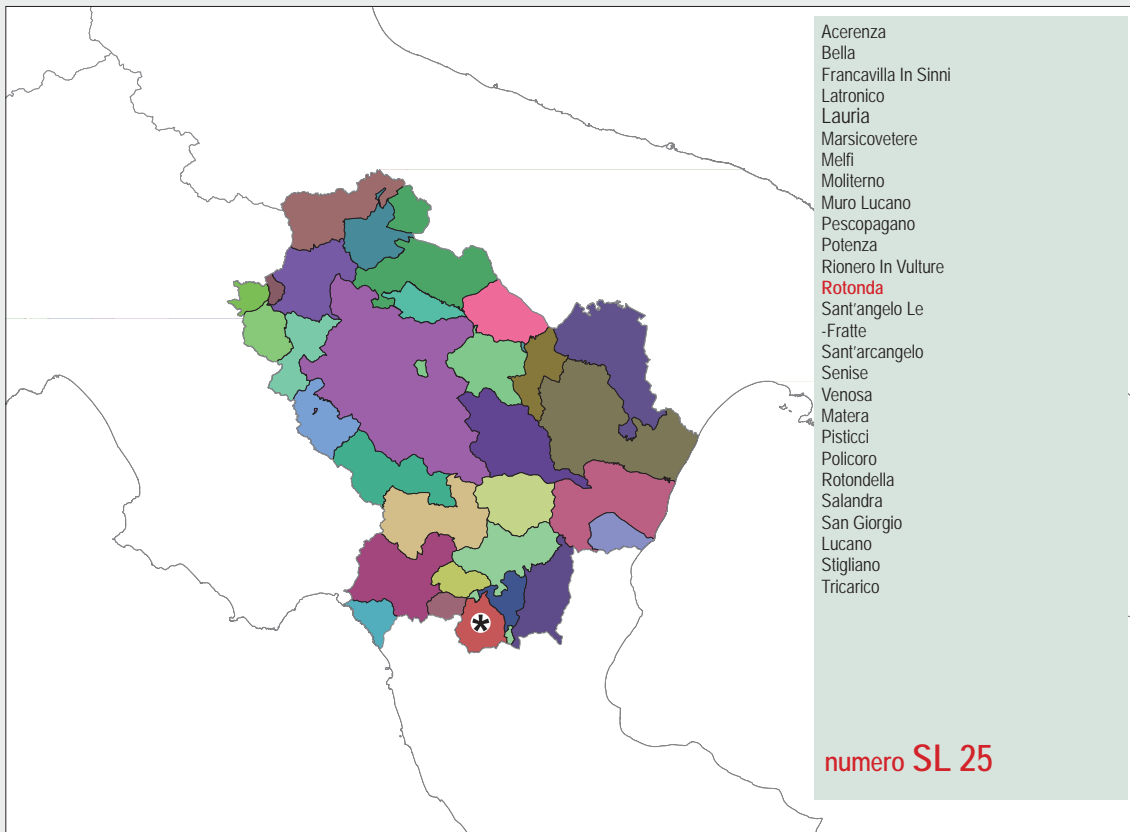 Acerenza
Bella
Francavilla In Sinni
Latronico
Lauria
Marsicovetere
Melfi
Moliterno
Muro Lucano
Pescopagano
Potenza
Rionero In Vulture
Rotonda
Sant'angelo Le
-Fratte
Sant'arcangelo
Senise
Venosa
Matera
Pisticci
Policoro
Rotondella
Salandra
San Giorgio
Lucano
Stigliano
Tricarico
numero SL 25
*